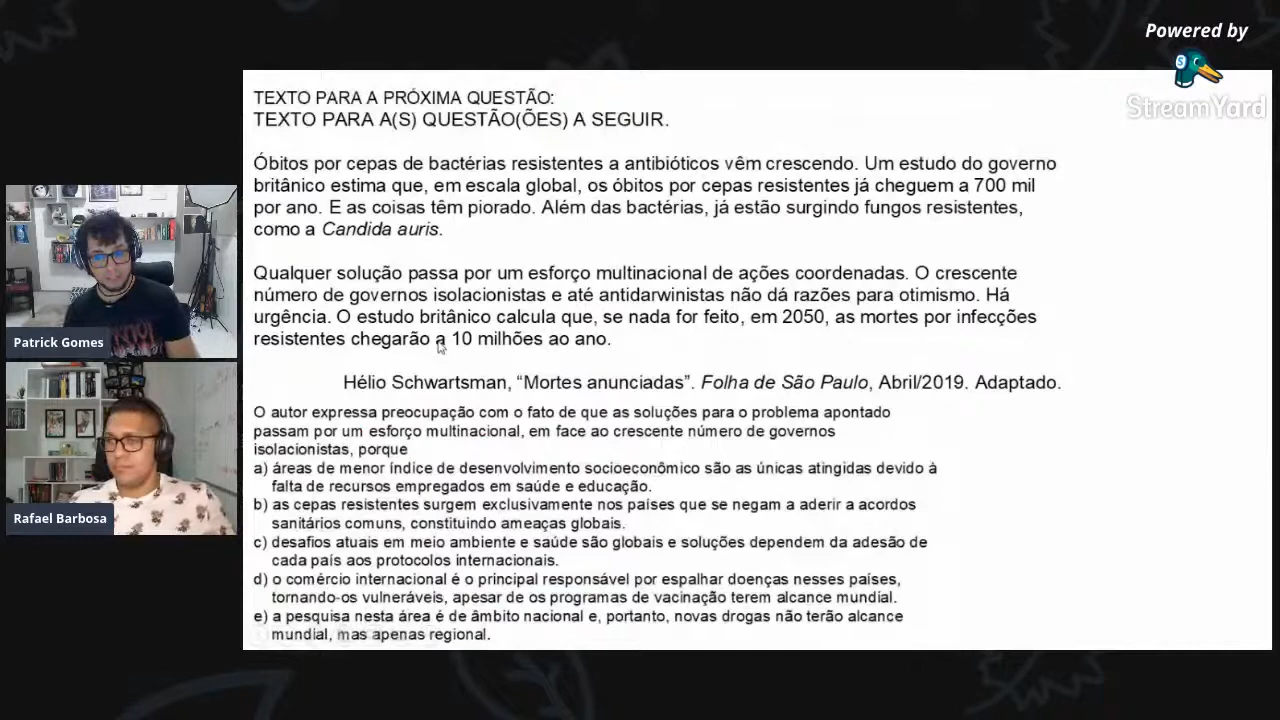 Powered by
StreamYard
TEXTO PARA A PRÓXIMA QUESTÃO:
TEXTO PARA A(S) QUESTÃO(ÕES) A SEGUIR.
Óbitos por cepas de bactérias resistentes a antibióticos vêm crescendo. Um estudo do governo
britânico estima que, em escala global, os óbitos por cepas resistentes já cheguem a 700 mil
por ano. E as coisas têm piorado. Além das bactérias, já estão surgindo fungos resistentes,
como a Candida auris.
Qualquer solução passa por um esforço multinacional de ações coordenadas. O crescente
número de governos isolacionistas e até antidarwinistas não dá razões para otimismo. Há
urgência. O estudo britânico calcula que, se nada for feito, em 2050, as mortes por infecções
resistentes chegarão a 10 milhões ao ano.
Hélio Schwartsman, “Mortes anunciadas”. Folha de São Paulo, Abril/2019. Adaptado.
O autor expressa preocupação com o fato de que as soluções para o problema apontado
passam por um esforço multinacional, em face ao crescente número de governos
isolacionistas, porque
a) áreas de menor índice de desenvolvimento socioeconômico são as únicas atingidas devido à
falta de recursos empregados em saúde e educação.
b) as cepas resistentes surgem exclusivamente nos países que se negam a aderir a acordos
sanitários comuns, constituindo ameaças globais.
c) desafios atuais em meio ambiente e saúde são globais e soluções dependem da adesão de
cada país aos protocolos internacionais.
d) o comércio internacional é o principal responsável por espalhar doenças nesses países,
tornando-os vulneráveis, apesar de os programas de vacinação terem alcance mundial.
e) a pesquisa nesta área é de âmbito nacional e, portanto, novas drogas não terão alcance
mundial, mas apenas regional.
Patrick Gomes
Rafael Barbosa